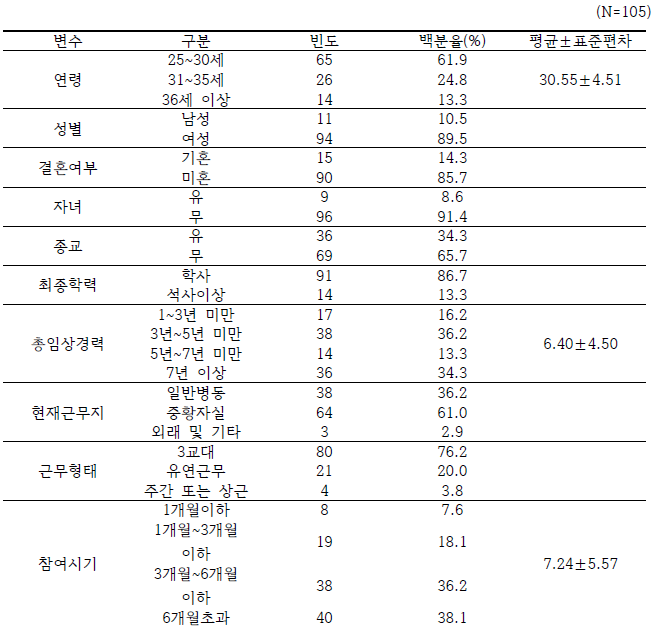 (N=105)
변수 구분 빈도 백분율(%) 평균±표준편차
25~30세 65 61.9
연령 31~35세 26 24.8 30.55±4.51
36세 이상 14 13.3
남성 11 10.5
성별
여성 94 89.5
기혼 15 14.3
결혼여부
미혼 90 85.7
유 9 8.6
자녀
무 96 91.4
유 36 34.3
종교
무 69 65.7
학사 91 86.7
최종학력
석사이상 14 13.3
1~3년 미만 17 16.2
3년~5년 미만 38 36.2
총임상경력 6.40±4.50
5년~7년 미만 14 13.3
7년 이상 36 34.3
일반병동 38 36.2
현재근무지 중황자실 64 61.0
외래 및 기타 3 2.9
3교대 80 76.2
근무형태 유연근무 21 20.0
주간 또는 상근 4 3.8
1개월이하 8 7.6
1개월~3개월
19 18.1
이하
참여시기 7.24±5.57
3개월~6개월
38 36.2
이하
6개월초과 40 38.1